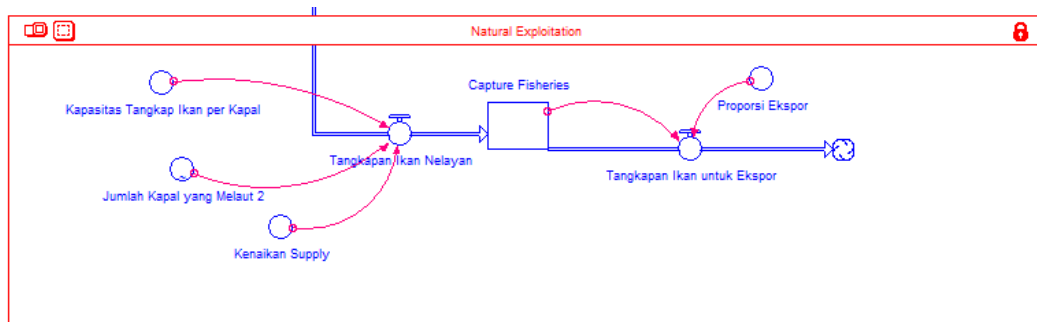 Natural Exploitation
Capture Fisheries
Kapasitas Tangkap Ikan per Kapal
Proporsi Ekspor
Tangkapan Ikan Nelayan
Tangkapan Ikan untuk Ekspor
Jumlah Kapal yang Melaut 2
Kenaikan Supply